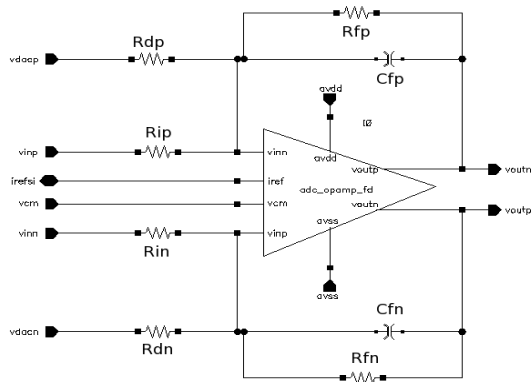 Rfp
vdacp
Rdp
Cfp
avdd
I0
vinp
Rip
vinn
avdd
voutp
voutn
irefsi
iref
adc_opamp_fd
vcm
vcm
voutn
voutp
avss
vinn
Rin
vinp
avss
Cfn
vdacn
Rdn
Rfn